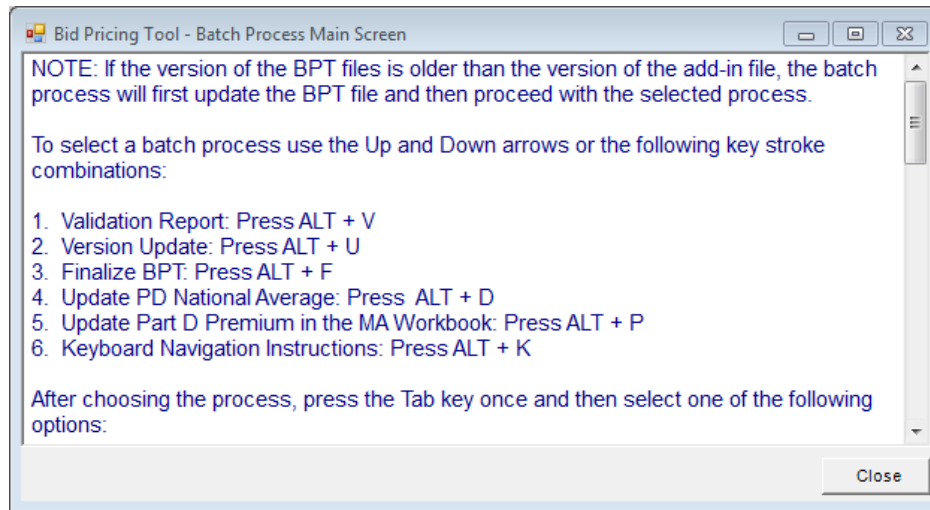 Bid Pricing Tool - Batch Process Main Screen
NOTE: If the version of the BPT files is older than the version of the add-in file, the batch
process will first update the BPT file and then proceed with the selected process.
To select a batch process use the Up and Down arrows or the following key stroke
combinations:
1. Validation Report: Press ALT + V
2. Version Update: Press ALT + U
3. Finalize BPT: Press ALT + F
4. Update PD National Average: Press ALT + D
5. Update Part D Premium in the MA Workbook: Press ALT + P
6. Keyboard Navigation Instructions: Press ALT + K
After choosing the process, press the Tab key once and then select one of the following
options:
Close